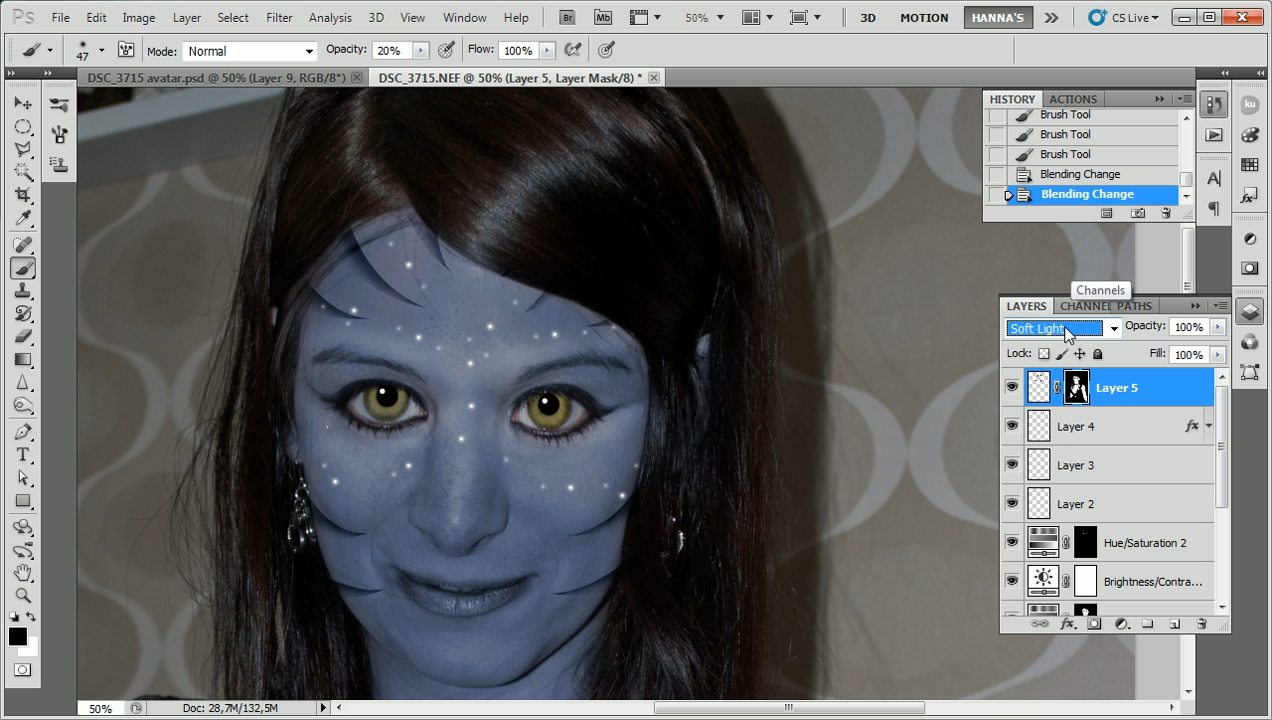 Ps File Edit Image Layer Select Filter Analysis 3D View Window Help Br Mb 50% 3D MOTION HANNA'S CS Live
47 Mode: Normal Opacity: 20% Flow: 100%
DSC_3715 avatar.psd @ 50% (Layer 9, RGB/8*) DSC_3715.NEF @ 50% (Layer 5, Layer Mask/8) *
HISTORY ACTIONS
Brush Tool
Brush Tool
Brush Tool
Blending Change
Blending Change
Channels
LAYERS CHANNEL PATHS
Soft Light Opacity: 100%
Lock: Fill: 100%
Layer 5
Layer 4 fx
Layer 3
Layer 2
Hue/Saturation 2
Brightness/Contra...
50% Doc: 28,7M/132,5M